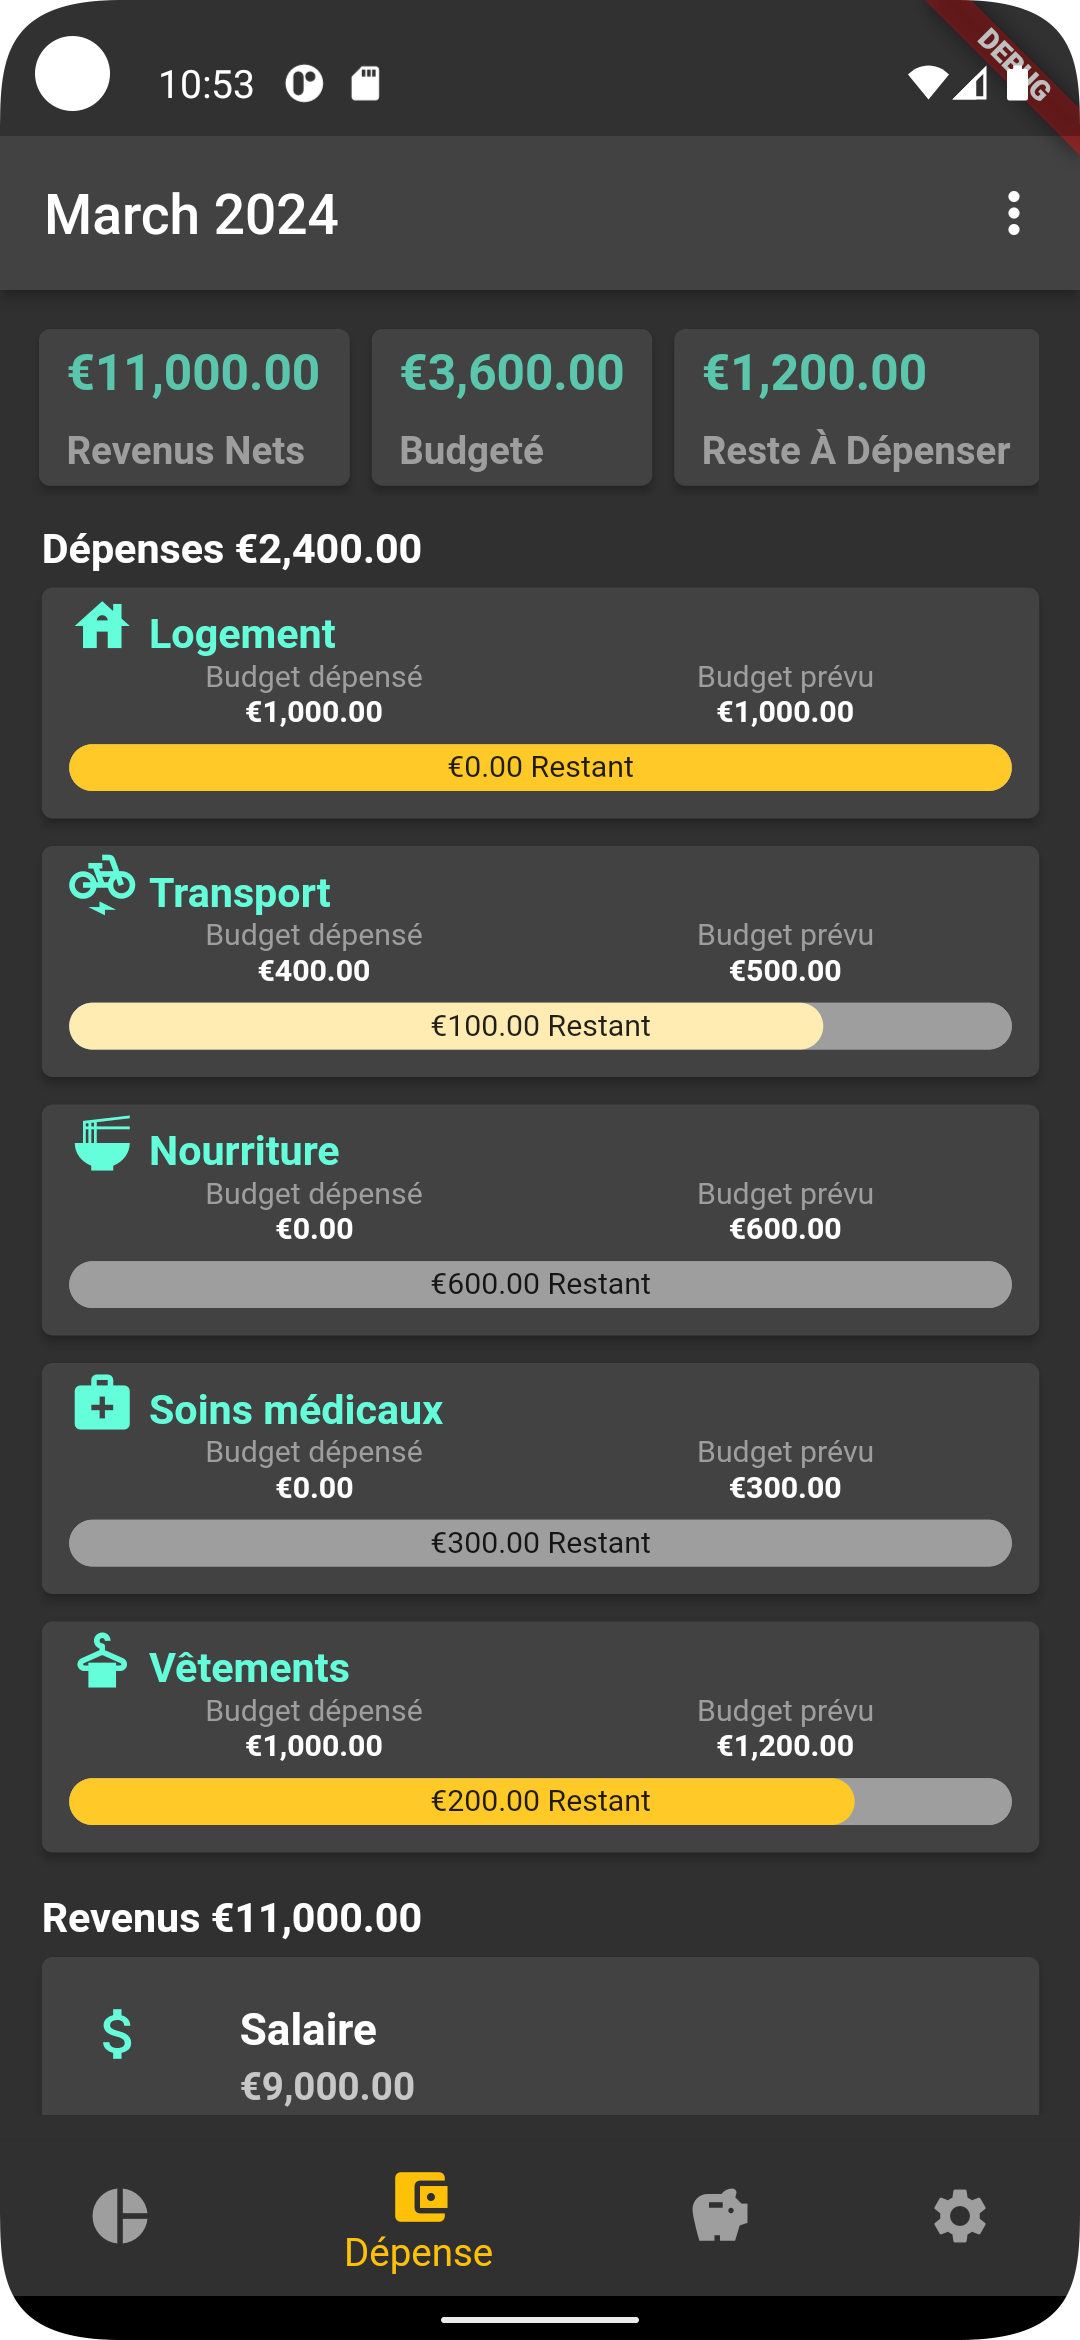 10:53
DEBUG
March 2024
€11,000.00 €3,600.00 €1,200.00
Revenus Nets Budgeté Reste À Dépenser
Dépenses €2,400.00
Logement
Budget dépensé Budget prévu
€1,000.00 €1,000.00
€0.00 Restant
Transport
Budget dépensé Budget prévu
€400.00 €500.00
€100.00 Restant
Nourriture
Budget dépensé Budget prévu
€0.00 €600.00
€600.00 Restant
Soins médicaux
Budget dépensé Budget prévu
€0.00 €300.00
€300.00 Restant
Vêtements
Budget dépensé Budget prévu
€1,000.00 €1,200.00
€200.00 Restant
Revenus €11,000.00
Salaire
€9,000.00
Dépense